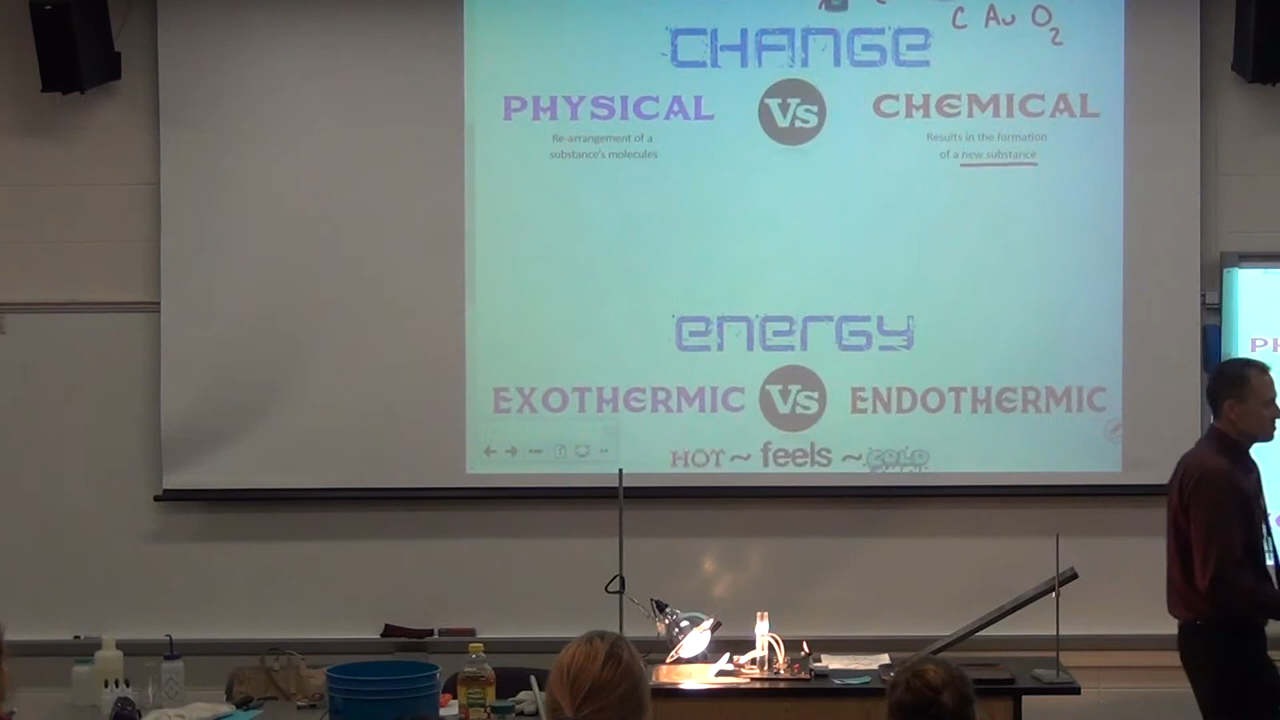 C Au O2
CHANGE
PHYSICAL Vs CHEMICAL
Re-arrangement of a
substance's molecules
Results in the formation
of a new substance
ENERGY
EXOTHERMIC Vs ENDOTHERMIC
HOT ~ feels ~ COLD
PH